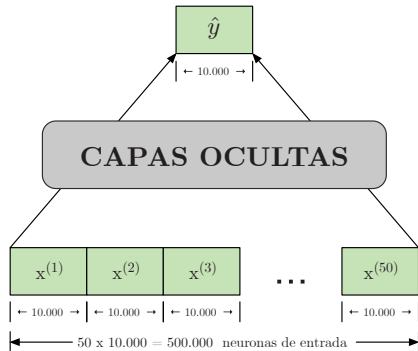 ŷ
← 10.000 →
CAPAS OCULTAS
x⁽¹⁾ x⁽²⁾ x⁽³⁾ ... x⁽⁵⁰⁾
← 10.000 → ← 10.000 → ← 10.000 → ← 10.000 →
50 x 10.000 = 500.000 neuronas de entrada